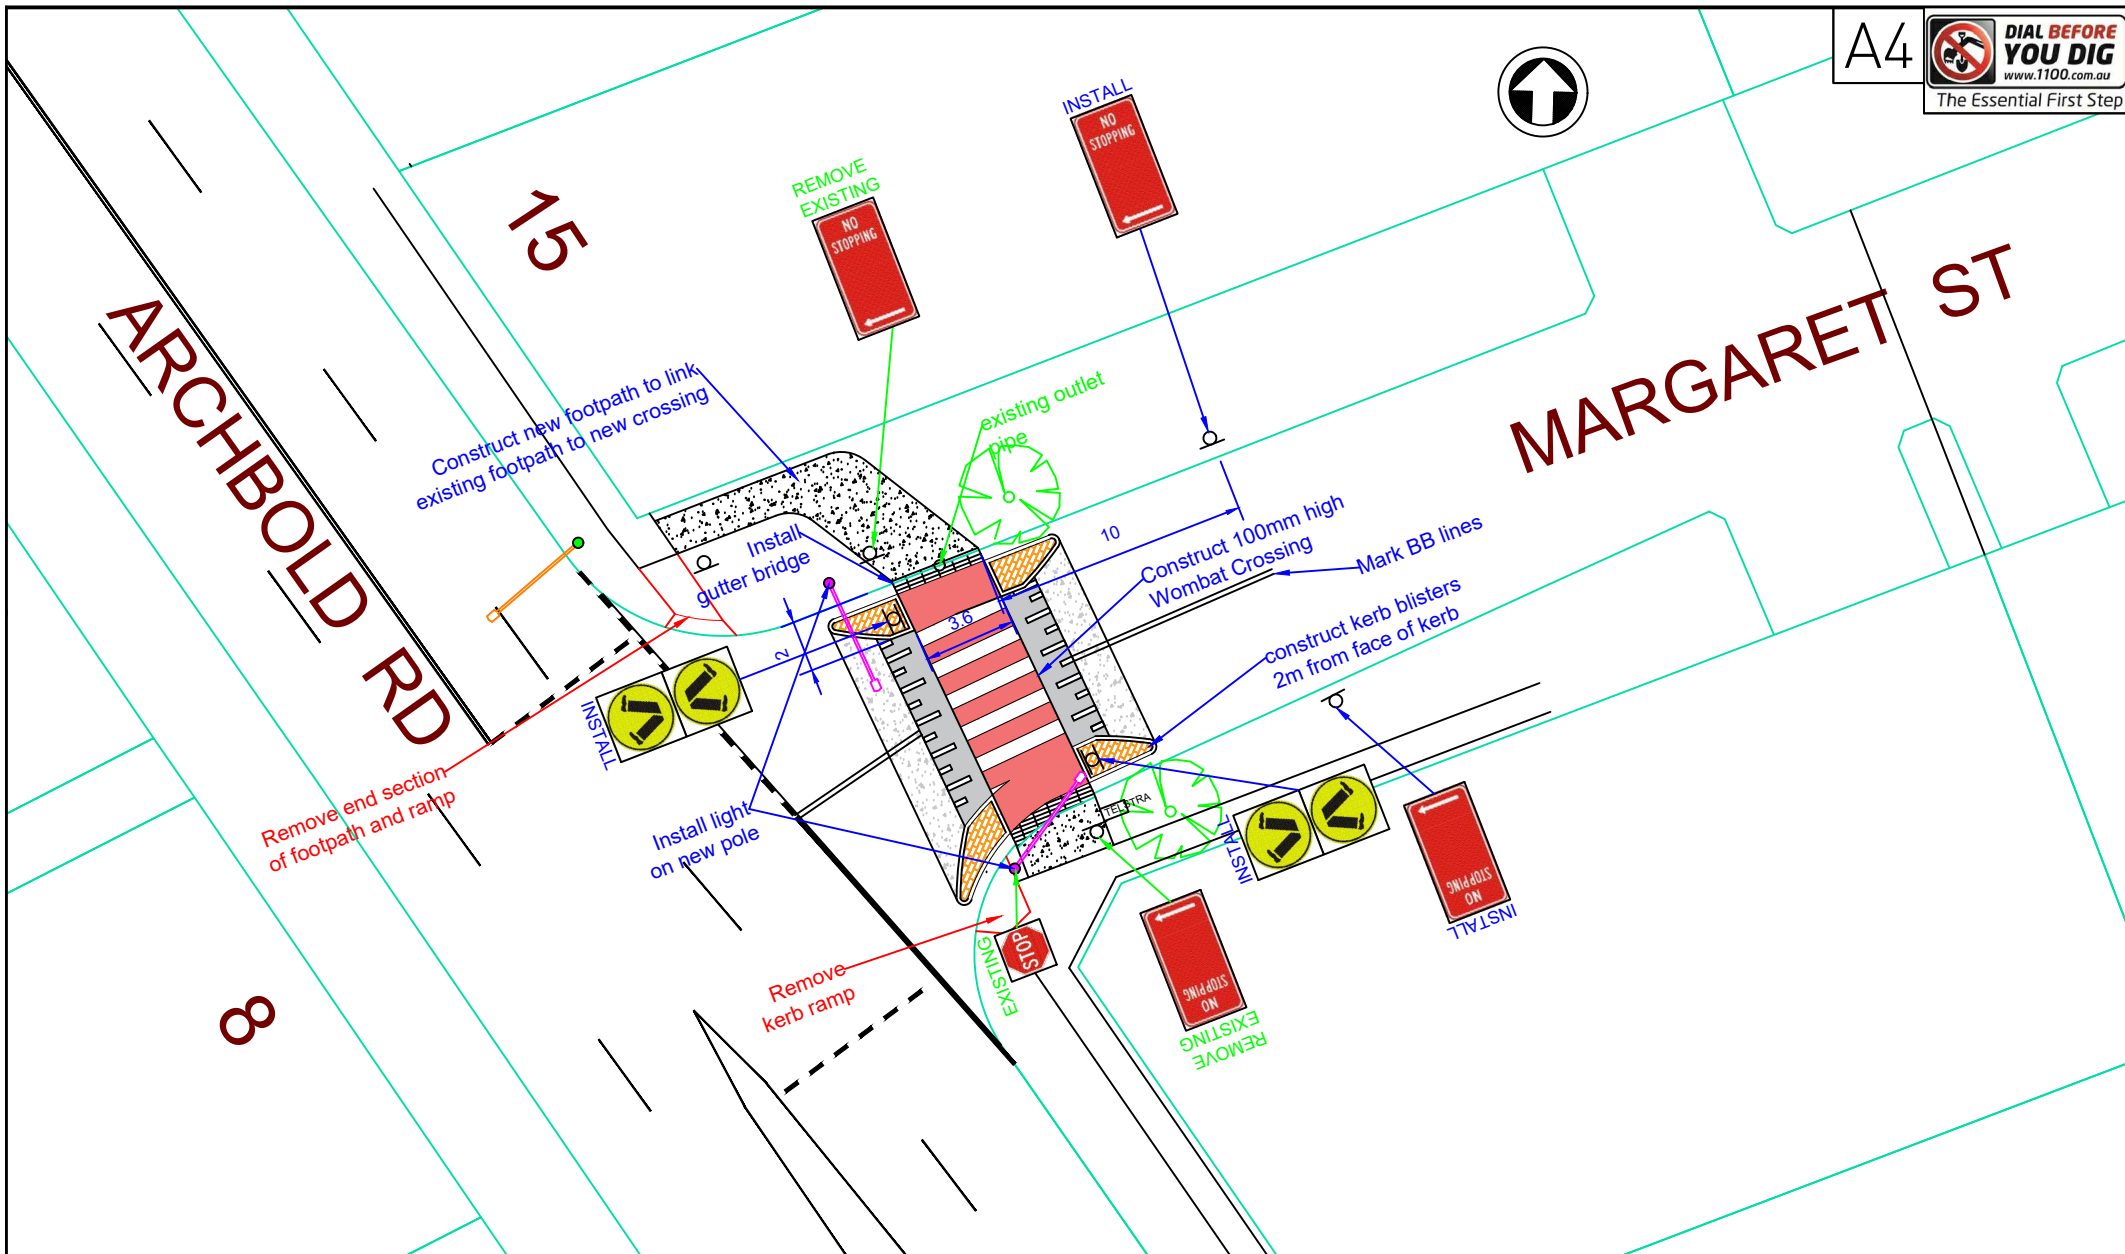 A4
DIAL BEFORE
YOU DIG
www.1100.com.au
The Essential First Step
INSTALL
NO
STOPPING
REMOVE
EXISTING
NO
STOPPING
15
ARCHBOLD RD
MARGARET ST
Construct new footpath to link
existing footpath to new crossing
existing outlet
pipe
Install
gutter bridge
10
Construct 100mm high
Wombat Crossing
Mark BB lines
3.6
2
construct kerb blisters
2m from face of kerb
INSTALL
Remove end section
of footpath and ramp
Install light
on new pole
TELSTRA
INSTALL
NO
STOPPING
INSTALL
STOP
EXISTING
Remove
kerb ramp
NO
STOPPING
REMOVE
EXISTING
8